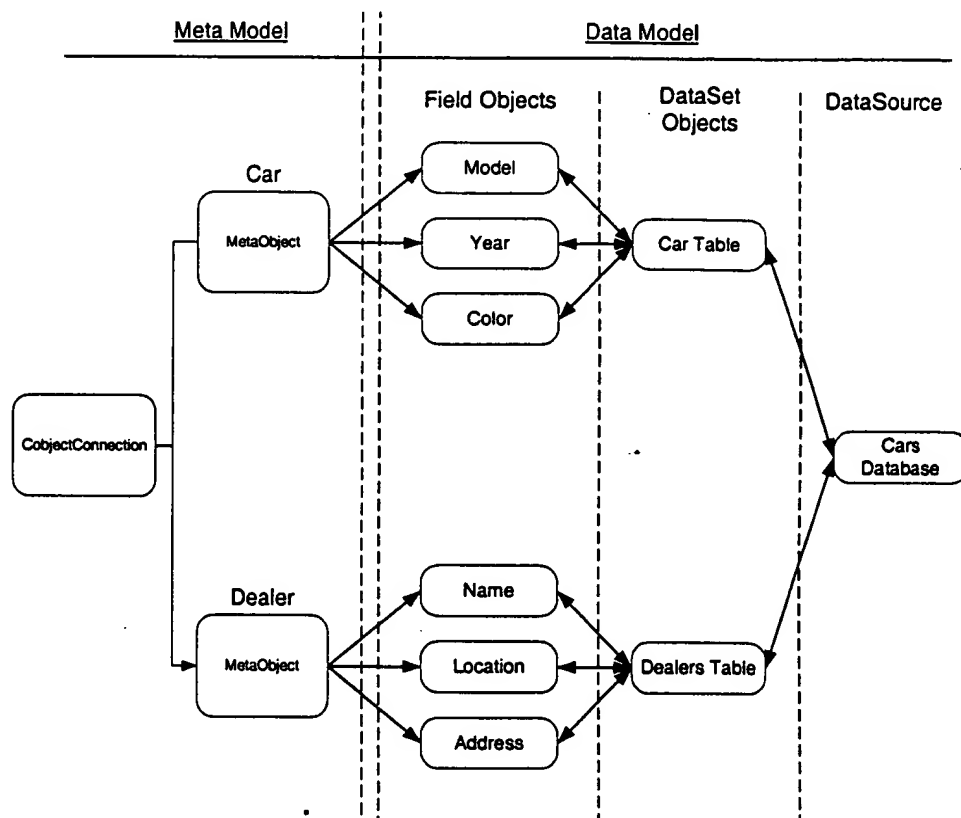 Meta Model
Data Model
Field Objects
DataSet
Objects
DataSource
Car
MetaObject
Model
Year
Color
Car Table
CobjectConnection
Cars
Database
Dealer
MetaObject
Name
Location
Address
Dealers Table